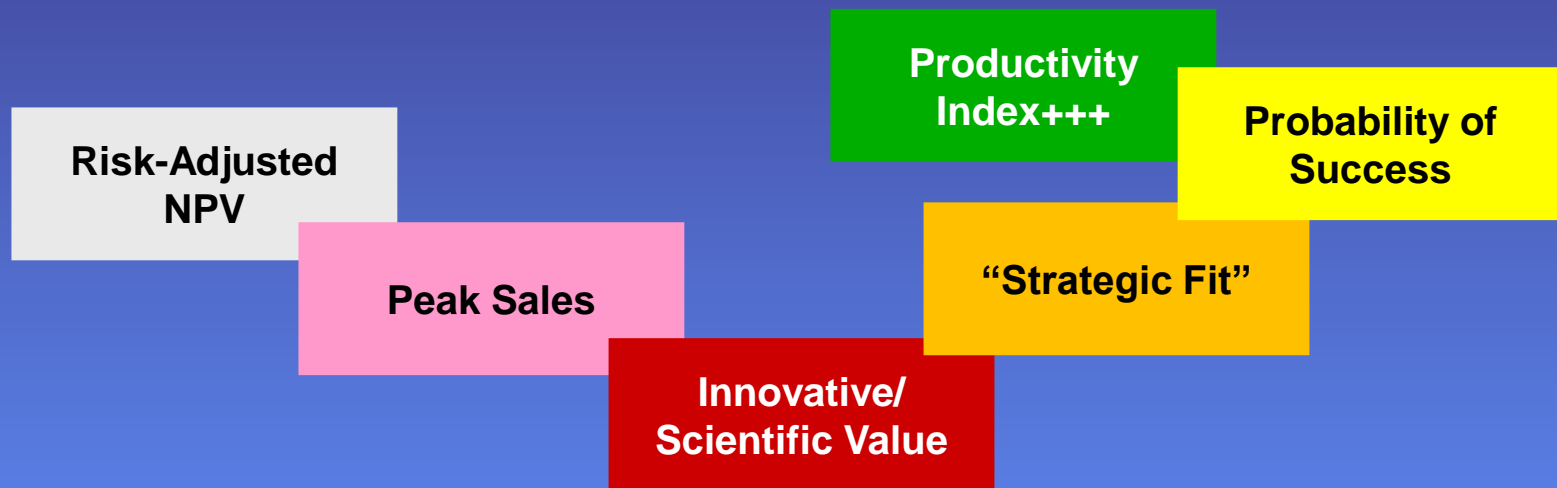 Risk-Adjusted
NPV
Peak Sales
Innovative/
Scientific Value
Productivity
Index+++
“Strategic Fit”
Probability of
Success